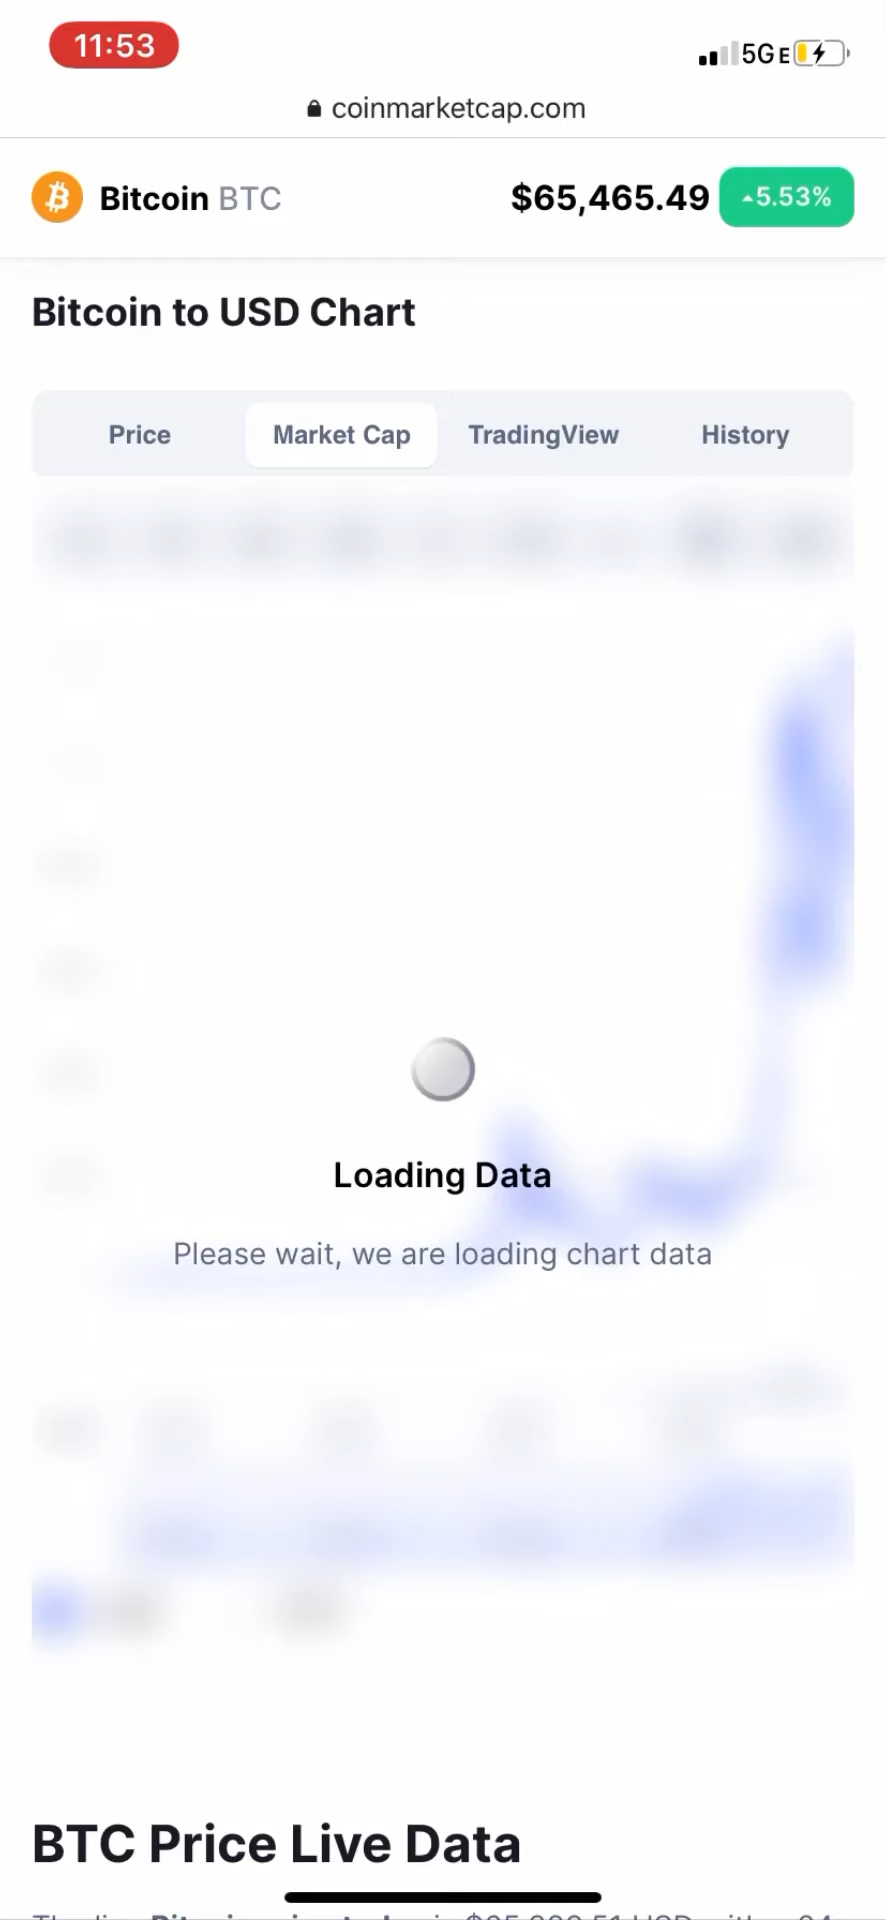 11:53
5GE
coinmarketcap.com
Bitcoin BTC
$65,465.49
5.53%
Bitcoin to USD Chart
Price Market Cap TradingView History
Loading Data
Please wait, we are loading chart data
BTC Price Live Data